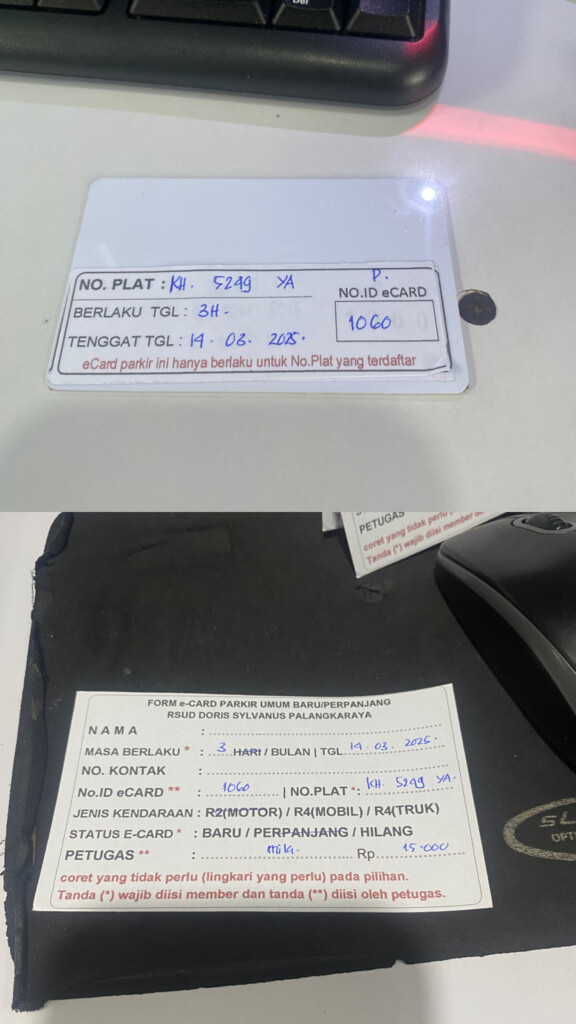 Del
NO. PLAT : KH. 5299 YA
P.
NO.ID eCARD
BERLAKU TGL : 3H-
1060
TENGGAT TGL : 14 . 03 . 2025.
eCard parkir ini hanya berlaku untuk No.Plat yang terdaftar
PETUGAS
coret yang tidak perlu
Tanda (*) wajib diisi member
FORM e-CARD PARKIR UMUM BARU/PERPANJANG
RSUD DORIS SYLVANUS PALANGKARAYA
N A M A :
MASA BERLAKU * : 3 HARI / BULAN | TGL. 14 . 03 . 2025.
NO. KONTAK :
No.ID eCARD ** : 1060 | NO.PLAT *: KH. 5299 YA.
JENIS KENDARAAN : R2(MOTOR) / R4(MOBIL) / R4(TRUK)
STATUS E-CARD * : BARU / PERPANJANG / HILANG
PETUGAS ** : mika. Rp. 15.000
coret yang tidak perlu (lingkari yang perlu) pada pilihan.
Tanda (*) wajib diisi member dan tanda (**) diisi oleh petugas.